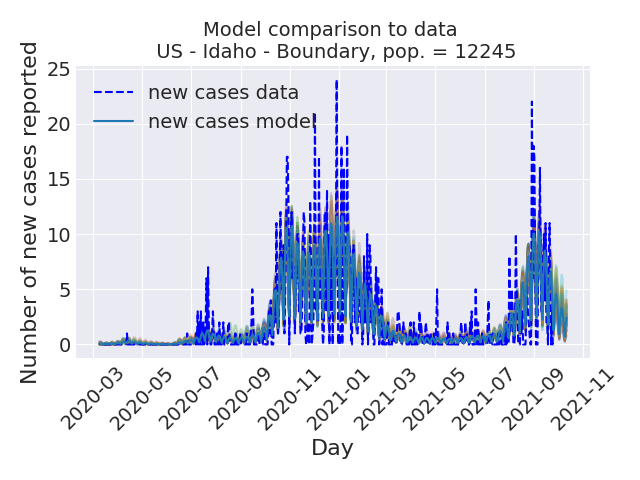 Model comparison to data
US - Idaho - Boundary, pop. = 12245
Number of new cases reported
25
20
15
10
5
0
new cases data
new cases model
2020-03
2020-05
2020-07
2020-09
2020-11
2021-01
2021-03
2021-05
2021-07
2021-09
2021-11
Day